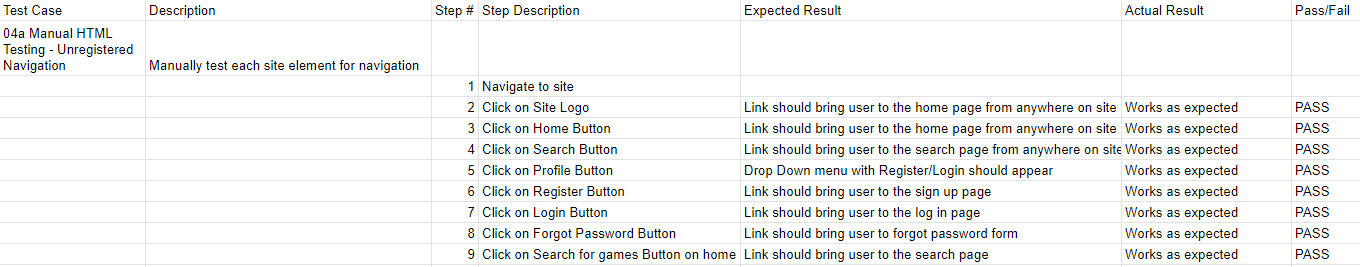 Test Case Description Step # Step Description Expected Result Actual Result Pass/Fail
04a Manual HTML
Testing - Unregistered
Navigation Manually test each site element for navigation
1 Navigate to site
2 Click on Site Logo Link should bring user to the home page from anywhere on site Works as expected PASS
3 Click on Home Button Link should bring user to the home page from anywhere on site Works as expected PASS
4 Click on Search Button Link should bring user to the search page from anywhere on site Works as expected PASS
5 Click on Profile Button Drop Down menu with Register/Login should appear Works as expected PASS
6 Click on Register Button Link should bring user to the sign up page Works as expected PASS
7 Click on Login Button Link should bring user to the log in page Works as expected PASS
8 Click on Forgot Password Button Link should bring user to forgot password form Works as expected PASS
9 Click on Search for games Button on home Link should bring user to the search page Works as expected PASS